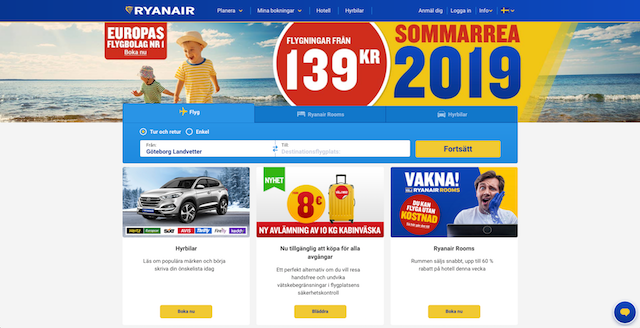 RYANAIR
Planera
Mina bokningar
Hotell
Hyrbilar
Anmäl dig
Logga in
Info
EUROPAS
FLYGBOLAG NR 1
Boka nu
FLYGNINGAR FRÅN
139 KR
SOMMARREA
2019
Flyg
Ryanair Rooms
Hyrbilar
Tur och retur
Enkel
Från:
Göteborg Landvetter
Till:
Destinationsflygplats
Fortsätt
Hertz
Europcar
SIXT
AVIS
firefly
keddy
Hyrbilar
Läs om populära märken och börja
skriva din önskelista idag
Boka nu
NYHET
8€
NY AVLÄMNING AV 10 KG KABINVÄSKA
Nu tillgänglig att köpa för alla
avgångar
Ett perfekt alternativ om du vill resa
handsfree och undvika
vätskebegränsningar i flygplatsens
säkerhetskontroll
Bläddra
VAKNA!
RYANAIR ROOMS
DU KAN
FLYGA UTAN
KOSTNAD
Ryanair Rooms
Rummen säljs snabbt, upp till 60 %
rabatt på hotell denna vecka
Boka nu